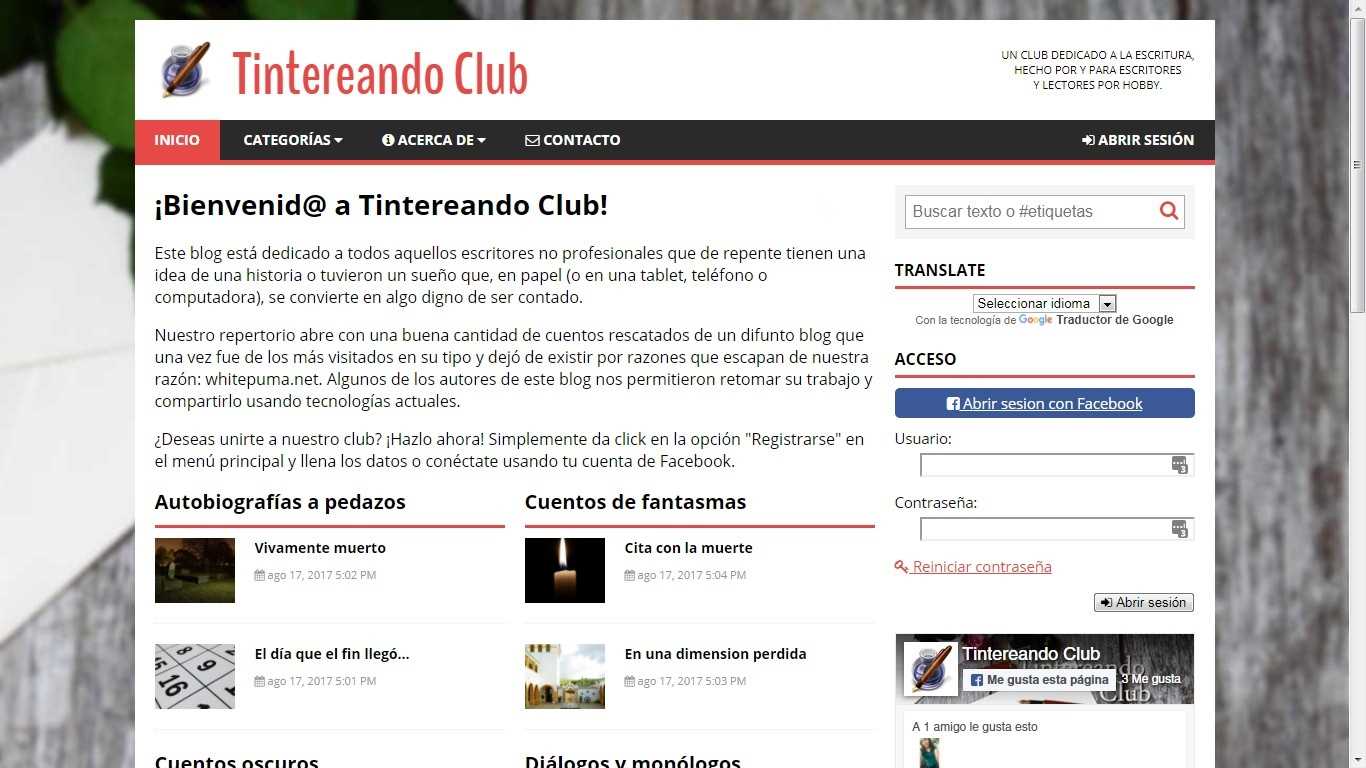 Tintereando Club
UN CLUB DEDICADO A LA ESCRITURA,
HECHO POR Y PARA ESCRITORES
Y LECTORES POR HOBBY.
INICIO
CATEGORÍAS
ACERCA DE
CONTACTO
ABRIR SESIÓN
¡Bienvenid@ a Tintereando Club!
Este blog está dedicado a todos aquellos escritores no profesionales que de repente tienen una
idea de una historia o tuvieron un sueño que, en papel (o en una tablet, teléfono o
computadora), se convierte en algo digno de ser contado.
Nuestro repertorio abre con una buena cantidad de cuentos rescatados de un difunto blog que
una vez fue de los más visitados en su tipo y dejó de existir por razones que escapan de nuestra
razón: whitepuma.net. Algunos de los autores de este blog nos permitieron retomar su trabajo y
compartirlo usando tecnologías actuales.
¿Deseas unirte a nuestro club? ¡Hazlo ahora! Simplemente da click en la opción "Registrarse" en
el menú principal y llena los datos o conéctate usando tu cuenta de Facebook.
Autobiografías a pedazos
Vivamente muerto
ago 17, 2017 5:02 PM
El día que el fin llegó...
ago 17, 2017 5:01 PM
Cuentos oscuros
Cuentos de fantasmas
Cita con la muerte
ago 17, 2017 5:04 PM
En una dimension perdida
ago 17, 2017 5:03 PM
Diálogos y monólogos
Buscar texto o #etiquetas
TRANSLATE
Seleccionar idioma
Con la tecnología de Google Traductor de Google
ACCESO
Abrir sesion con Facebook
Usuario:
3
Contraseña:
3
Reiniciar contraseña
Abrir sesión
Tintereando Club
Tintereando
Club
Me gusta esta página
3 Me gusta
A 1 amigo le gusta esto
9
8
9
16
15